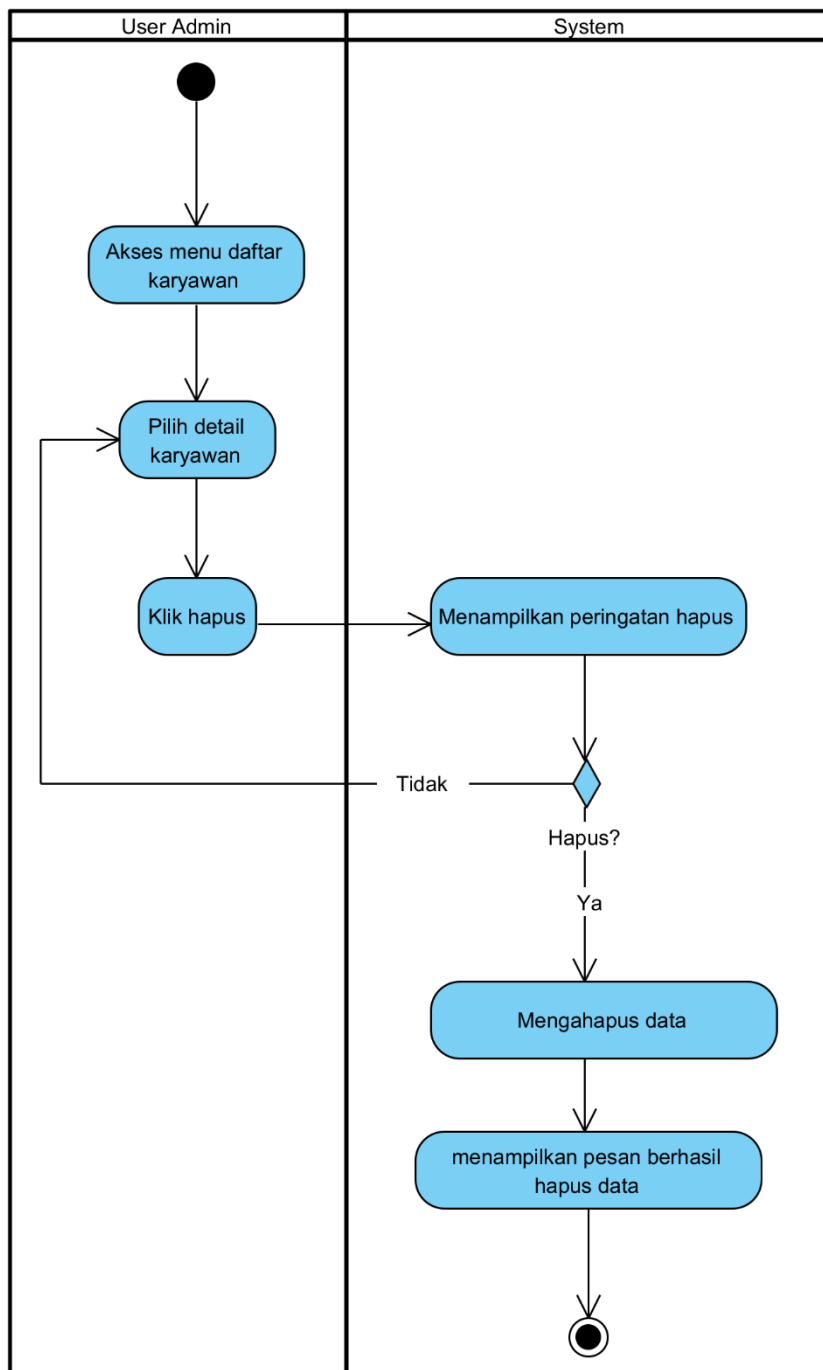 User Admin
System
Akses menu daftar
karyawan
Pilih detail
karyawan
Klik hapus
Menampilkan peringatan hapus
Tidak
Hapus?
Ya
Mengahapus data
menampilkan pesan berhasil
hapus data